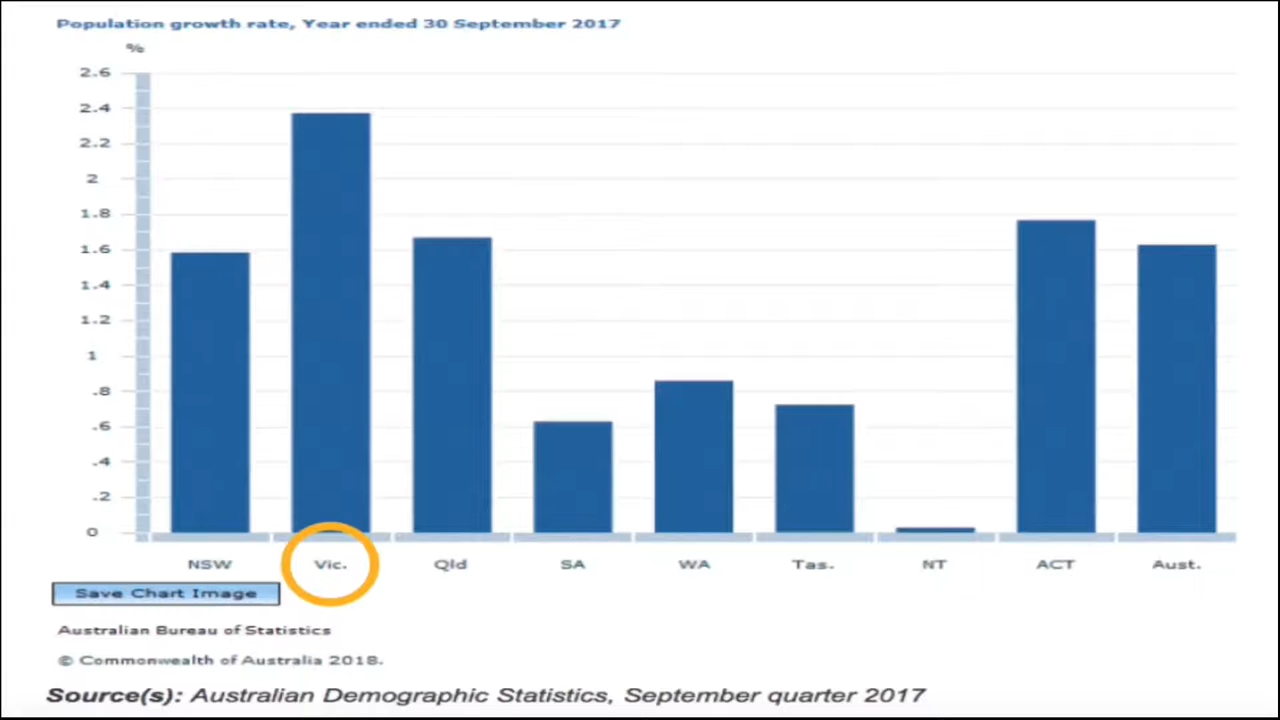 Population growth rate, Year ended 30 September 2017
%
2.6
2.4
2.2
2
1.8
1.6
1.4
1.2
1
.8
.6
.4
.2
0
NSW Vic. Qld SA WA Tas. NT ACT Aust.
Save Chart Image
Australian Bureau of Statistics
© Commonwealth of Australia 2018.
Source(s): Australian Demographic Statistics, September quarter 2017